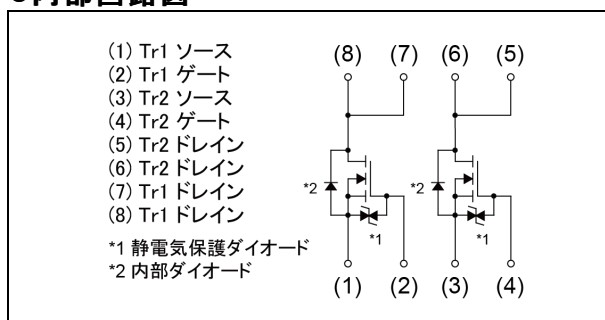 ●内部回路図
(1) Tr1 ソース
(2) Tr1 ゲート
(3) Tr2 ソース
(4) Tr2 ゲート
(5) Tr2 ドレイン
(6) Tr2 ドレイン
(7) Tr1 ドレイン
(8) Tr1 ドレイン
*1 静電気保護ダイオード
*2 内部ダイオード
(8) (7) (6) (5)
*2 *2
*1 *1
(1) (2) (3) (4)